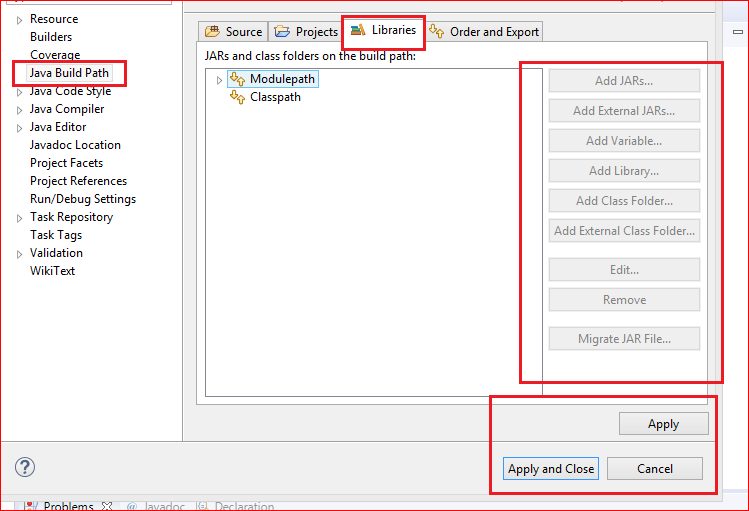 Resource
Builders
Coverage
Java Build Path
Java Code Style
Java Compiler
Java Editor
Javadoc Location
Project Facets
Project References
Run/Debug Settings
Task Repository
Task Tags
Validation
WikiText
Source Projects Libraries Order and Export
JARs and class folders on the build path:
Modulepath
Classpath
Add JARs...
Add External JARs...
Add Variable...
Add Library...
Add Class Folder...
Add External Class Folder...
Edit...
Remove
Migrate JAR File...
Apply
Apply and Close Cancel
Problems @ Javadoc Declaration